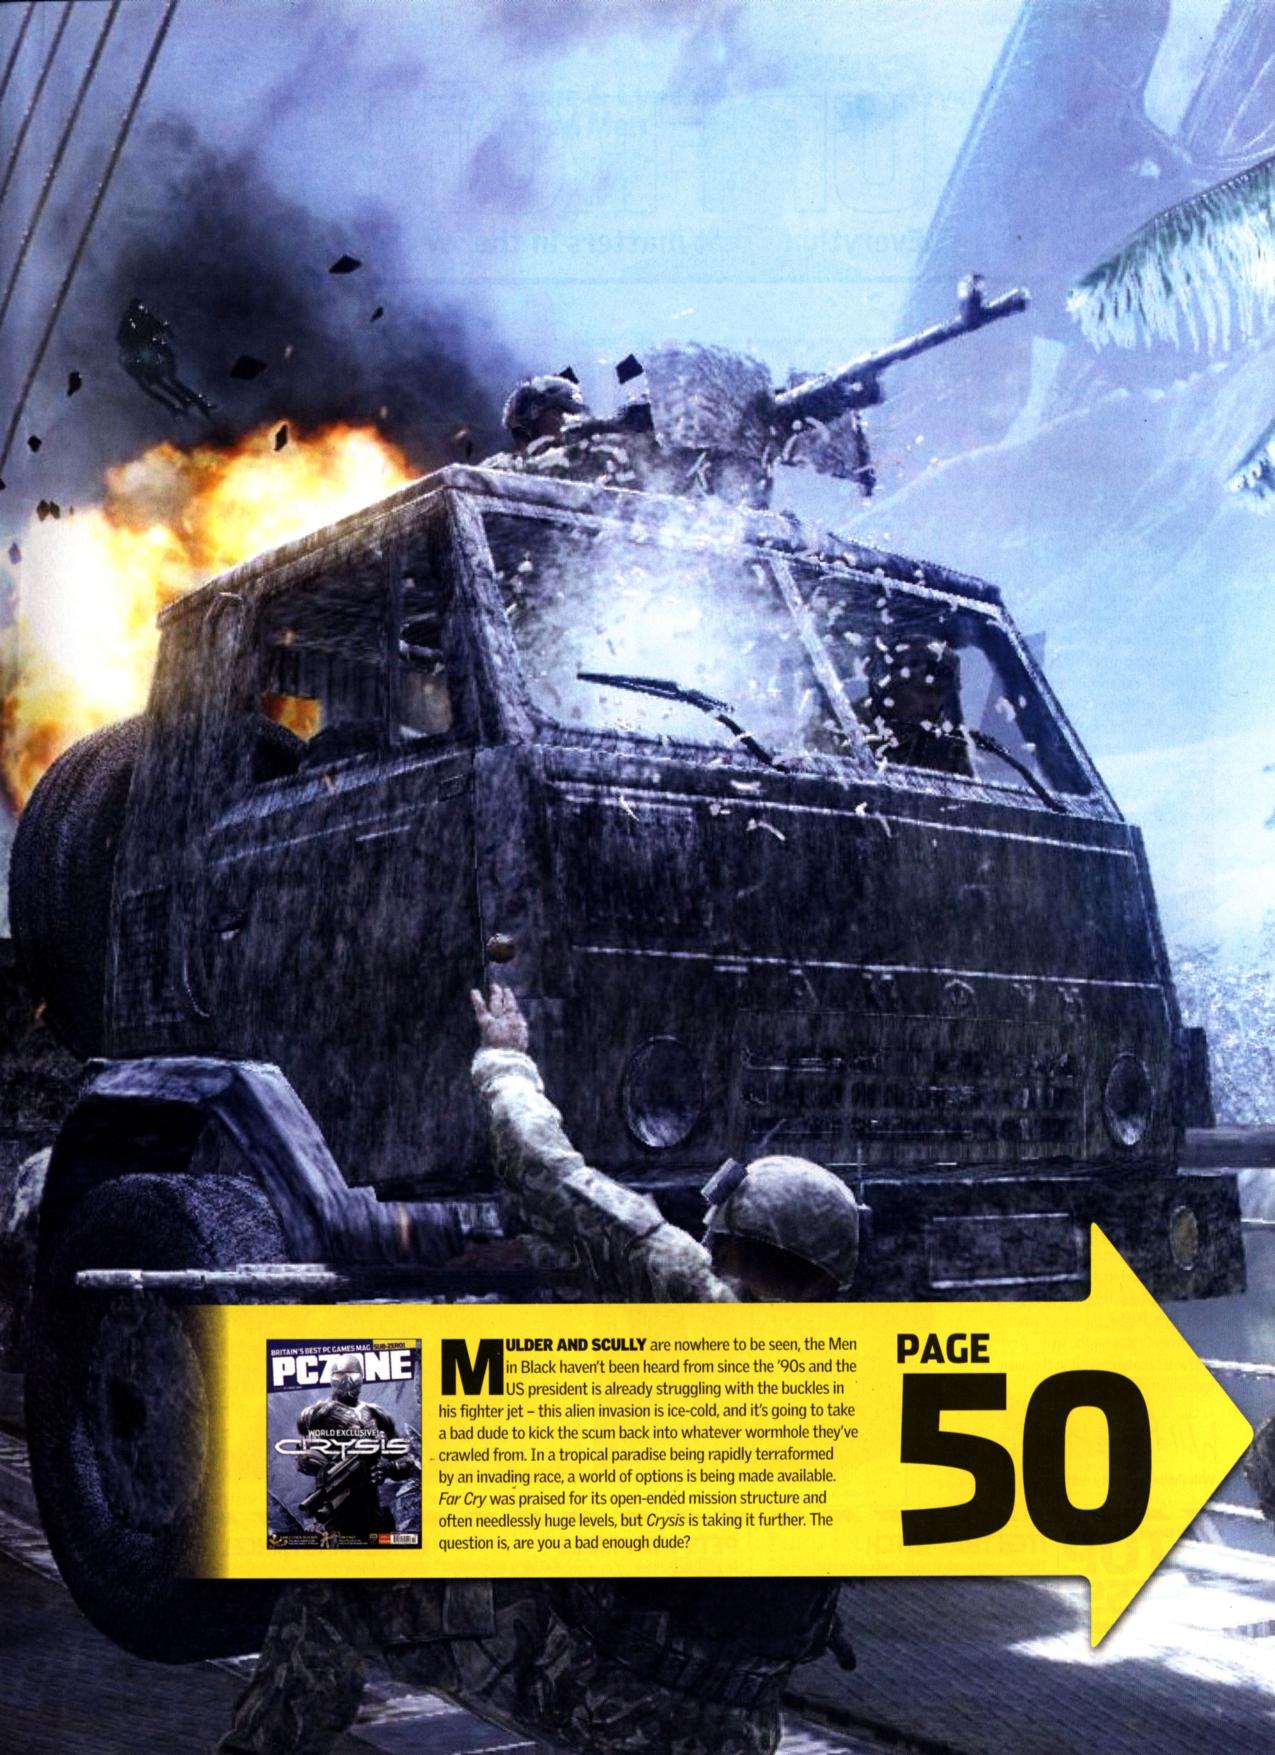 BRITAIN'S BEST PC GAMES MAG SUB-ZERO!
PCZONE
WORLD EXCLUSIVE!
CRYSIS
MULDER AND SCULLY are nowhere to be seen, the Men
in Black haven't been heard from since the '90s and the
US president is already struggling with the buckles in
his fighter jet – this alien invasion is ice-cold, and it's going to take
a bad dude to kick the scum back into whatever wormhole they've
crawled from. In a tropical paradise being rapidly terraformed
by an invading race, a world of options is being made available.
Far Cry was praised for its open-ended mission structure and
often needlessly huge levels, but Crysis is taking it further. The
question is, are you a bad enough dude?
PAGE
50